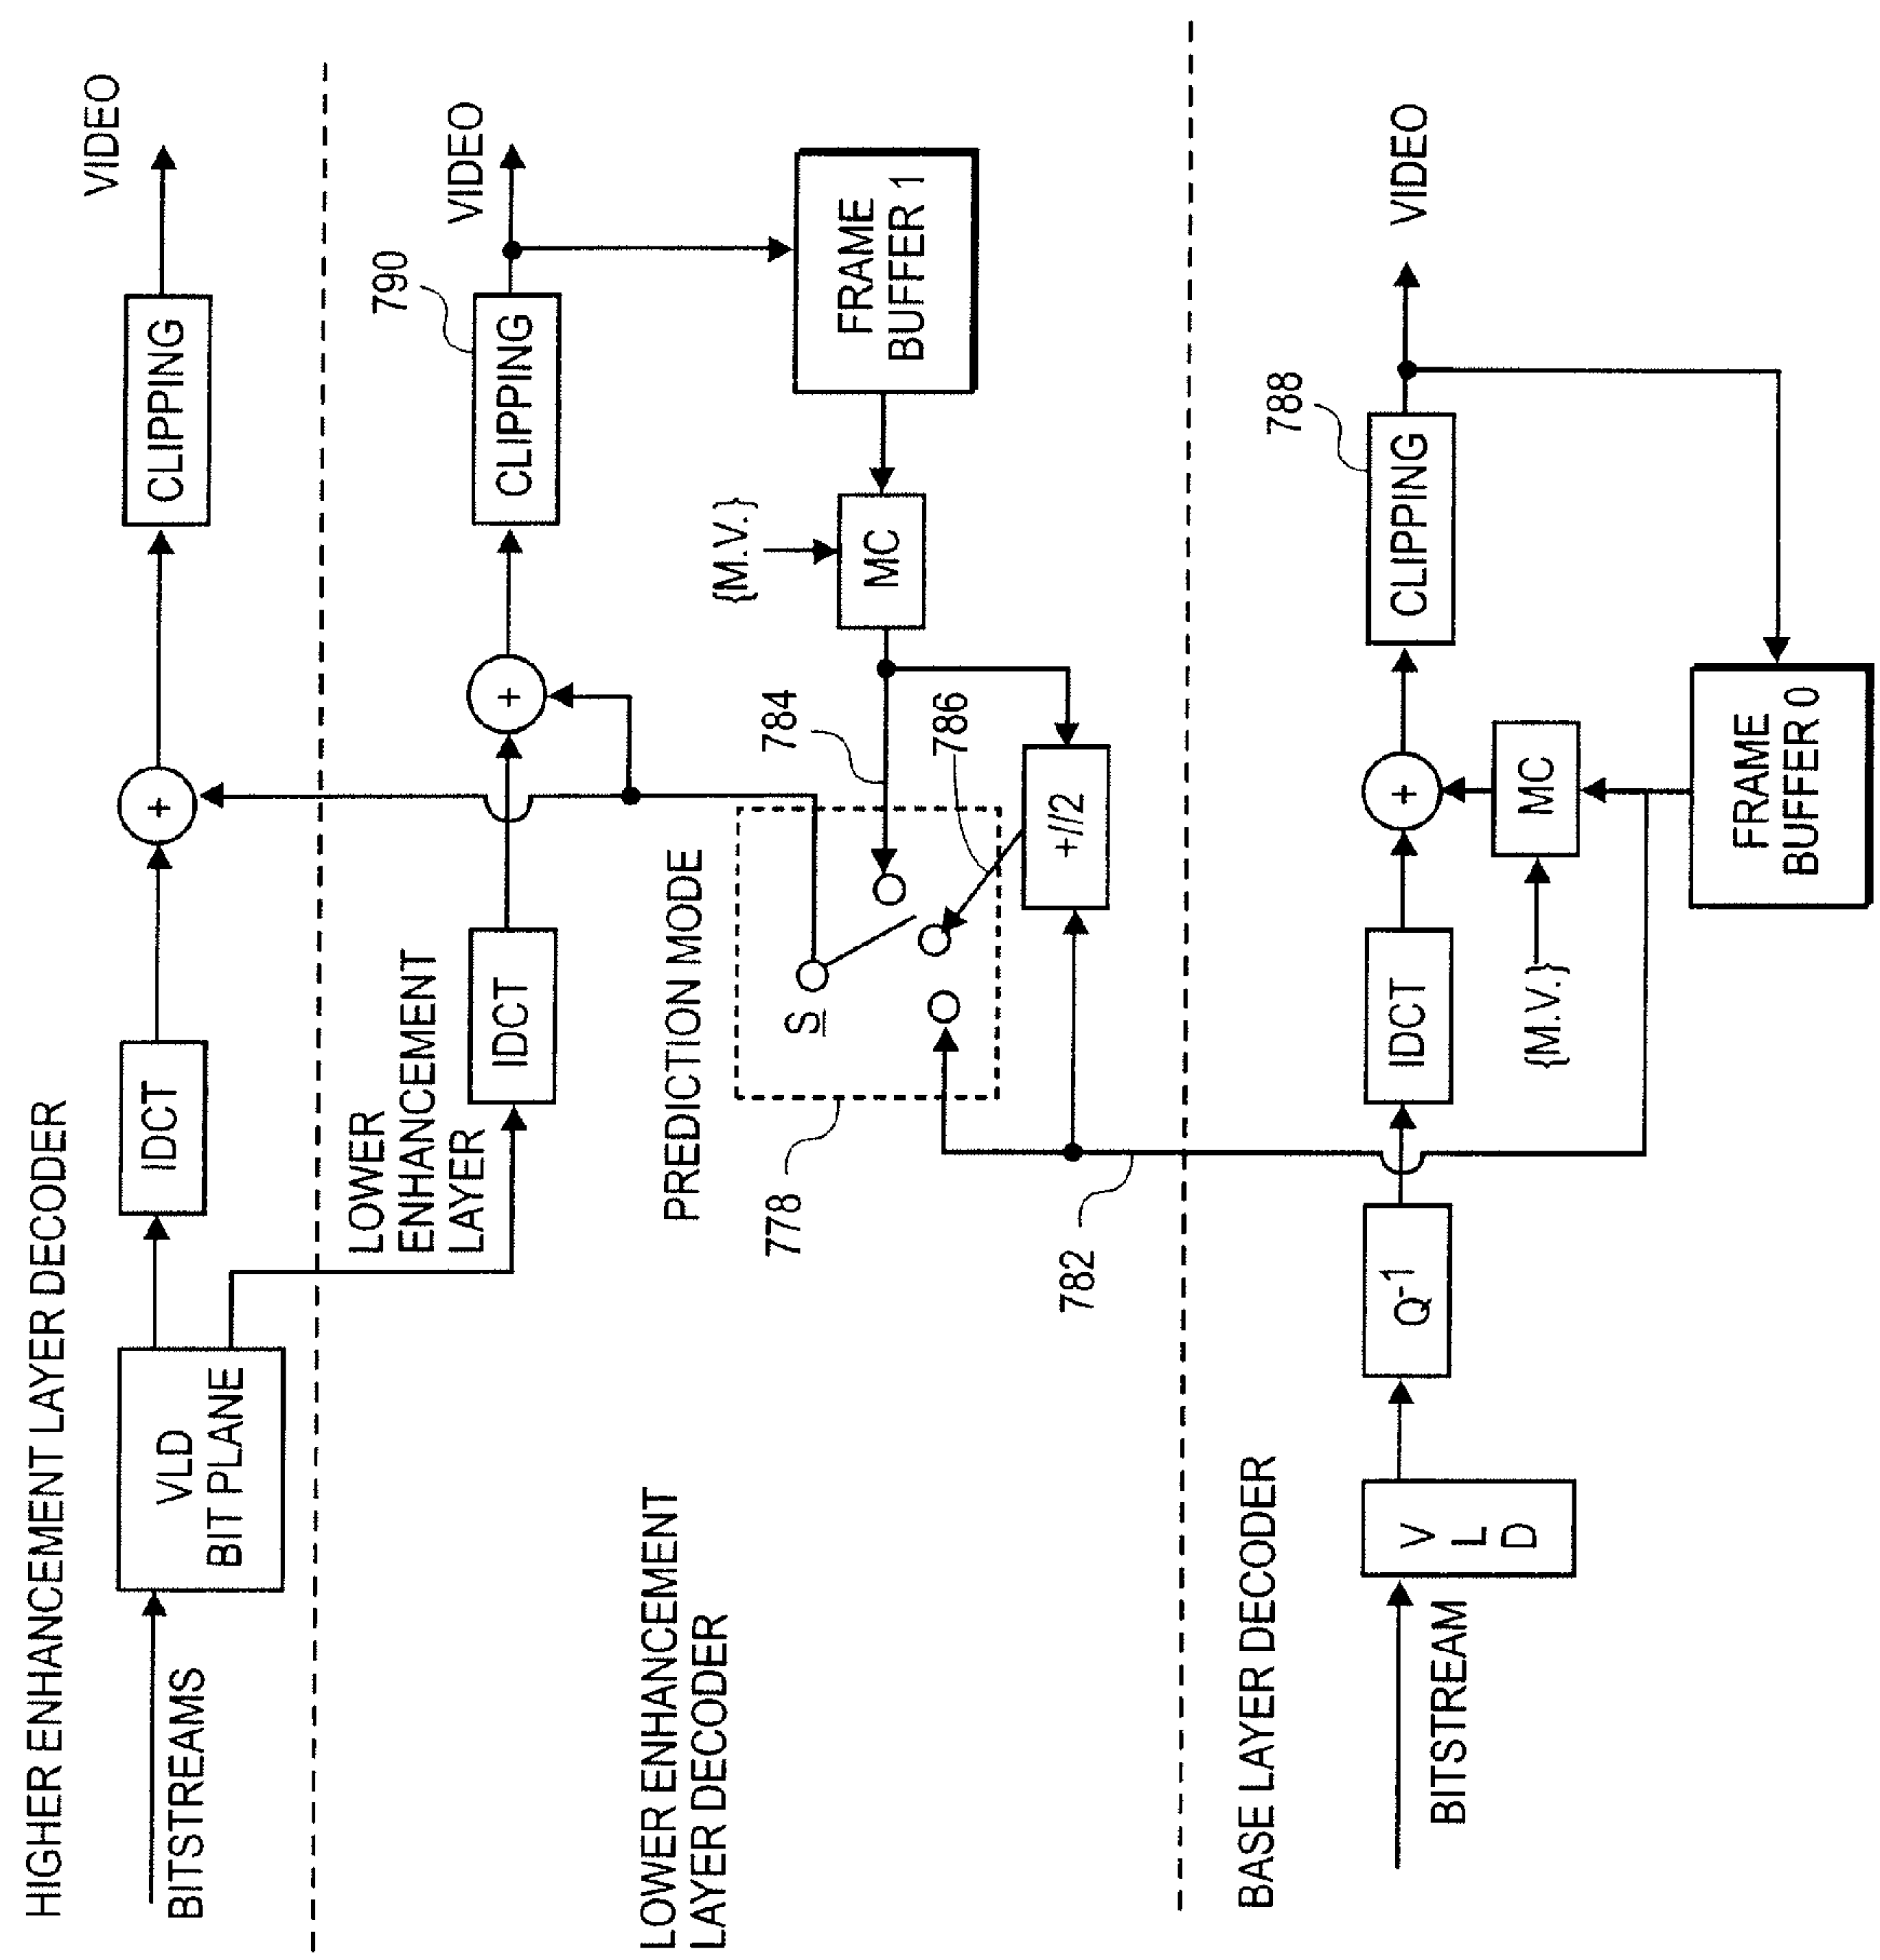 HIGHER ENHANCEMENT LAYER DECODER
BITSTREAMS
VLD
BIT PLANE
IDCT
+
CLIPPING
VIDEO
LOWER
ENHANCEMENT
LAYER
IDCT
+
CLIPPING
790
VIDEO
LOWER ENHANCEMENT
LAYER DECODER
PREDICTION MODE
778
S
784
786
+//2
782
{M.V.}
MC
FRAME
BUFFER 1
BASE LAYER DECODER
BITSTREAM
V
L
D
Q-1
IDCT
+
CLIPPING
788
VIDEO
{M.V.}
MC
FRAME
BUFFER 0